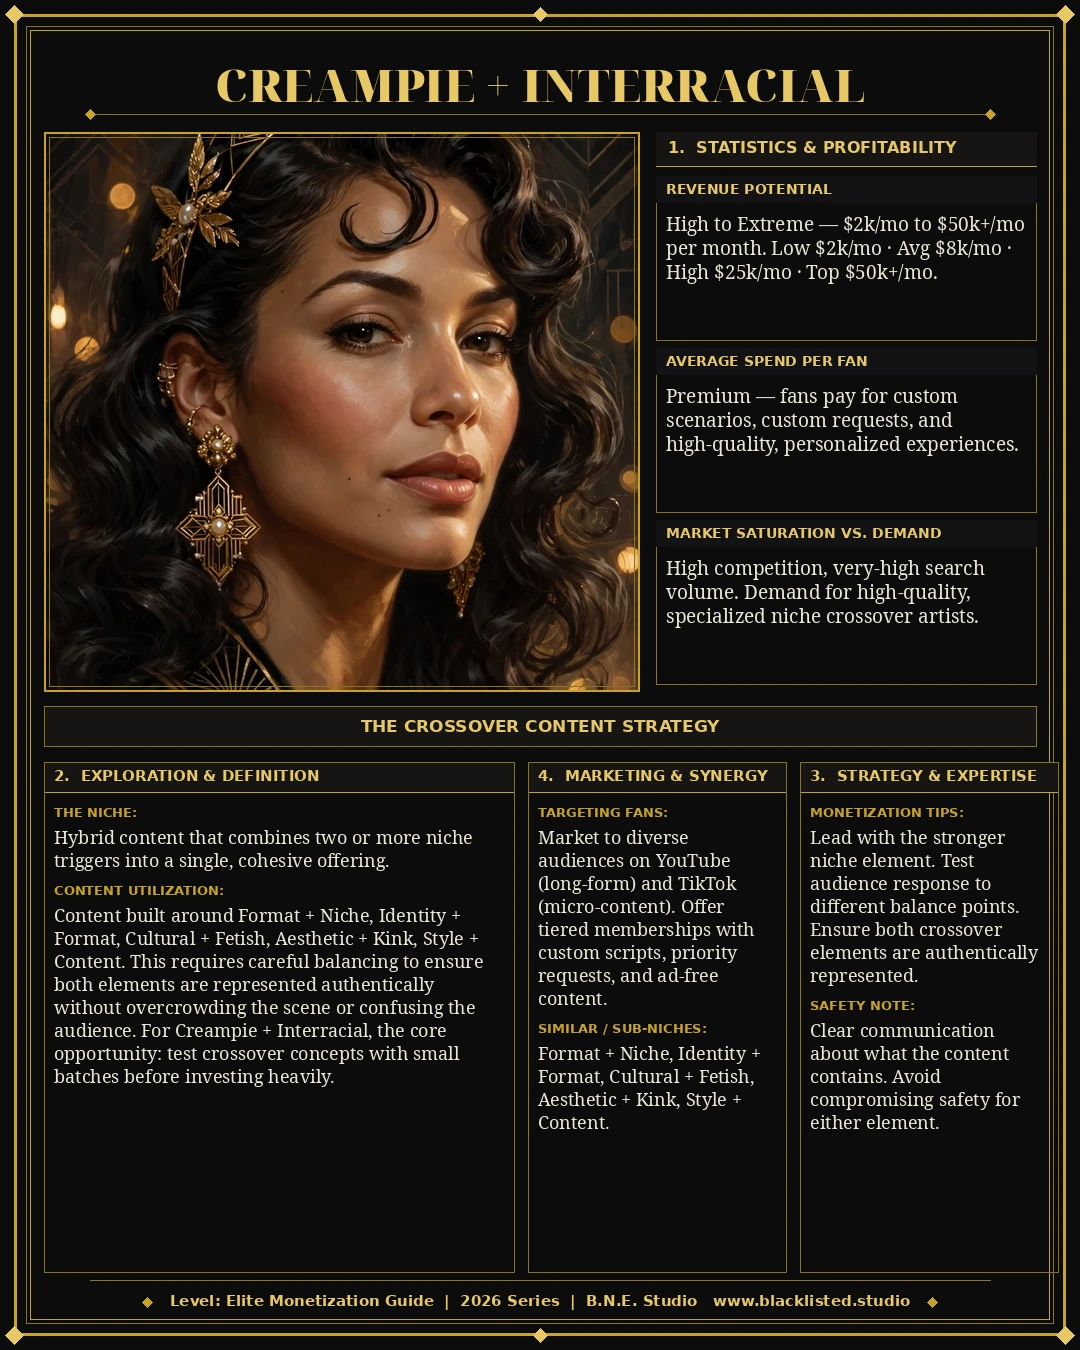 CREAMPIE + INTERRACIAL
1. STATISTICS & PROFITABILITY
REVENUE POTENTIAL
High to Extreme — $2k/mo to $50k+/mo
per month. Low $2k/mo · Avg $8k/mo ·
High $25k/mo · Top $50k+/mo.
AVERAGE SPEND PER FAN
Premium — fans pay for custom
scenarios, custom requests, and
high-quality, personalized experiences.
MARKET SATURATION VS. DEMAND
High competition, very-high search
volume. Demand for high-quality,
specialized niche crossover artists.
THE CROSSOVER CONTENT STRATEGY
2. EXPLORATION & DEFINITION
THE NICHE:
Hybrid content that combines two or more niche
triggers into a single, cohesive offering.
CONTENT UTILIZATION:
Content built around Format + Niche, Identity +
Format, Cultural + Fetish, Aesthetic + Kink, Style +
Content. This requires careful balancing to ensure
both elements are represented authentically
without overcrowding the scene or confusing the
audience. For Creampie + Interracial, the core
opportunity: test crossover concepts with small
batches before investing heavily.
4. MARKETING & SYNERGY
TARGETING FANS:
Market to diverse
audiences on YouTube
(long-form) and TikTok
(micro-content). Offer
tiered memberships with
custom scripts, priority
requests, and ad-free
content.
SIMILAR / SUB-NICHES:
Format + Niche, Identity +
Format, Cultural + Fetish,
Aesthetic + Kink, Style +
Content.
3. STRATEGY & EXPERTISE
MONETIZATION TIPS:
Lead with the stronger
niche element. Test
audience response to
different balance points.
Ensure both crossover
elements are authentically
represented.
SAFETY NOTE:
Clear communication
about what the content
contains. Avoid
compromising safety for
either element.
Level: Elite Monetization Guide | 2026 Series | B.N.E. Studio www.blacklisted.studio